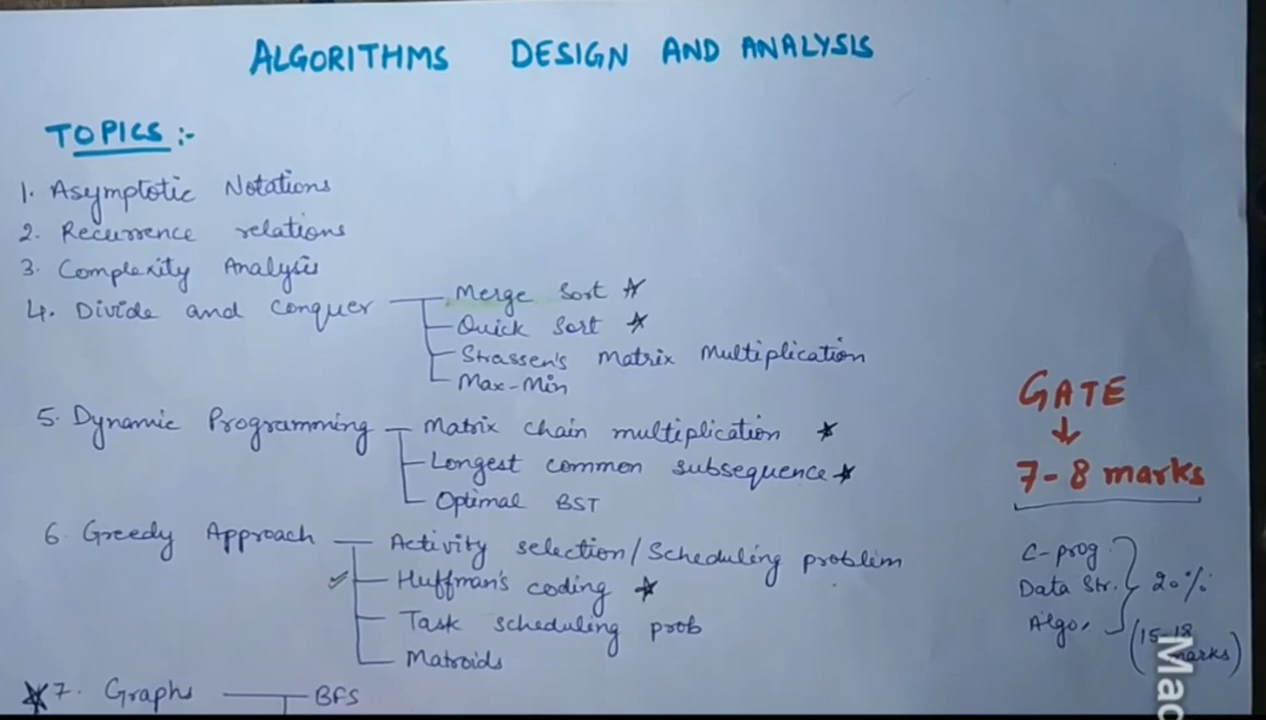 ALGORITHMS DESIGN AND ANALYSIS
TOPICS :-
1. Asymptotic Notations
2. Recurrence relations
3. Complexity Analysis
4. Divide and conquer
Merge Sort ☆
Quick Sort ☆
Strassen's Matrix Multiplication
Max-Min
5. Dynamic Programming
Matrix chain multiplication ★
Longest common subsequence ★
Optimal BST
6. Greedy Approach
Activity selection/Scheduling problem
✓ Huffman's coding ★
Task scheduling prob
Matroids
★ 7. Graphs
BFS
GATE
↓
7-8 marks
C-prog.
Data Str.
Algo.
20%
(15-18
marks)
Mad